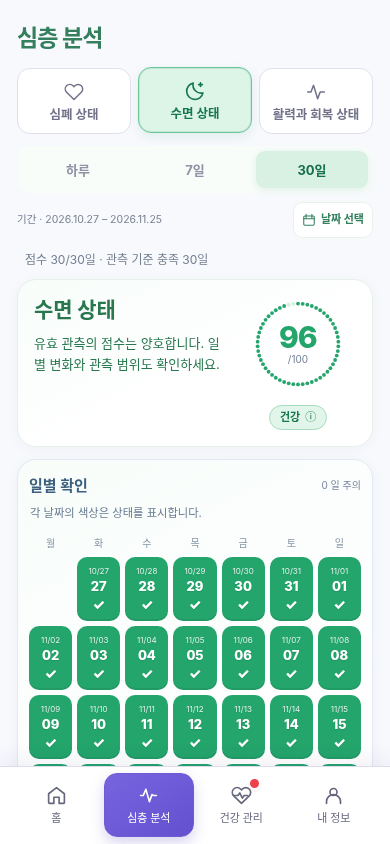 심층 분석
심폐 상태
수면 상태
활력과 회복 상태
하루
7일
30일
기간 · 2026.10.27 – 2026.11.25
날짜 선택
점수 30/30일 · 관측 기준 충족 30일
수면 상태
유효 관측의 점수는 양호합니다. 일
별 변화와 관측 범위도 확인하세요.
96
/100
건강 ⓘ
일별 확인
0 일 주의
각 날짜의 색상은 상태를 표시합니다.
월 화 수 목 금 토 일
10/27 10/28 10/29 10/30 10/31 11/01
27 28 29 30 31 01
✓ ✓ ✓ ✓ ✓ ✓
11/02 11/03 11/04 11/05 11/06 11/07 11/08
02 03 04 05 06 07 08
✓ ✓ ✓ ✓ ✓ ✓ ✓
11/09 11/10 11/11 11/12 11/13 11/14 11/15
09 10 11 12 13 14 15
✓ ✓ ✓ ✓ ✓ ✓ ✓
홈
심층 분석
건강 관리
내 정보